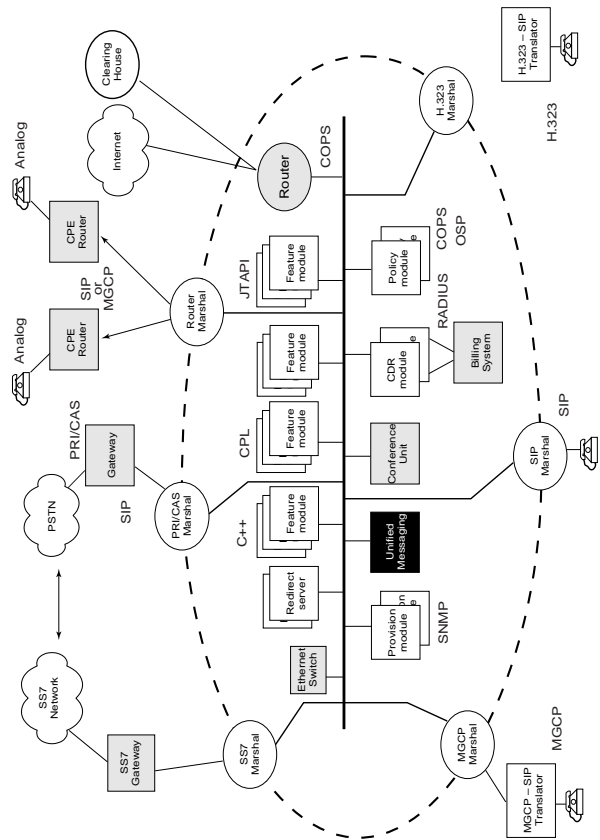 Analog
Analog
SS7
Network
PSTN
CPE
Router
CPE
Router
Clearing
House
PRI/CAS
SIP
or
MGCP
Internet
SS7
Gateway
Gateway
SIP
PRI/CAS
Marshal
Router
Marshal
SS7
Marshal
C++
CPL
JTAPI
Redirect
server
Feature
module
Feature
module
Feature
module
Feature
module
Router
Ethernet
Switch
COPS
Provision
module
Unified
Messaging
Conference
Unit
CDR
module
Policy
module
SNMP
RADIUS
COPS
OSP
Billing
System
MGCP
Marshal
H.323
Marshal
SIP
Marshal
SIP
MGCP
H.323
MGCP – SIP
Translator
H.323 – SIP
Translator